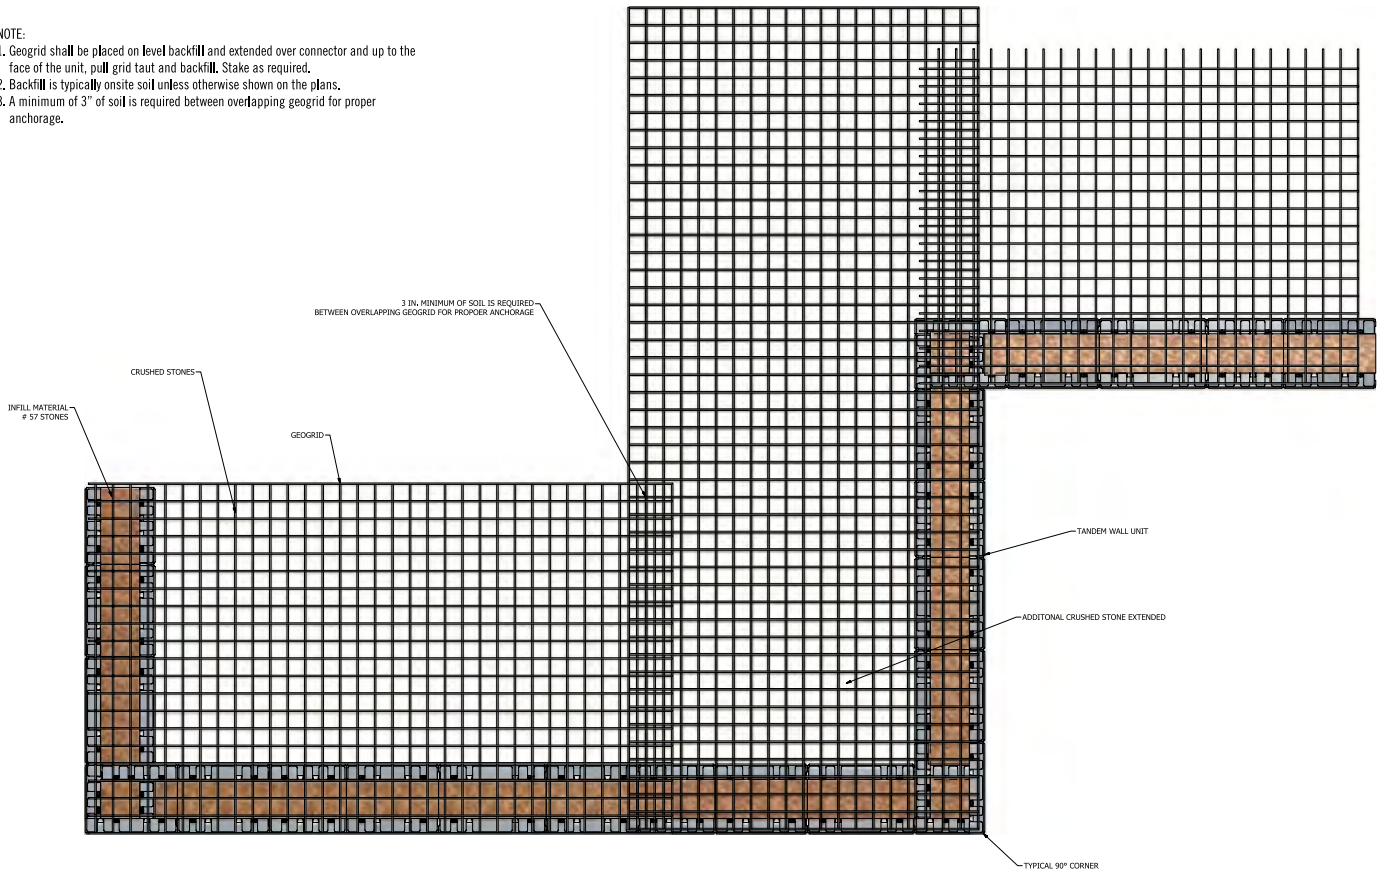 NOTE:
1. Geogrid shall be placed on level backfill and extended over connector and up to the
face of the unit, pull grid taut and backfill. Stake as required.
2. Backfill is typically onsite soil unless otherwise shown on the plans.
3. A minimum of 3” of soil is required between overlapping geogrid for proper
anchorage.
3 IN. MINIMUM OF SOIL IS REQUIRED
BETWEEN OVERLAPPING GEOGRID FOR PROPOER ANCHORAGE
CRUSHED STONES
INFILL MATERIAL
# 57 STONES
GEOGRID
TANDEM WALL UNIT
ADDITONAL CRUSHED STONE EXTENDED
TYPICAL 90° CORNER